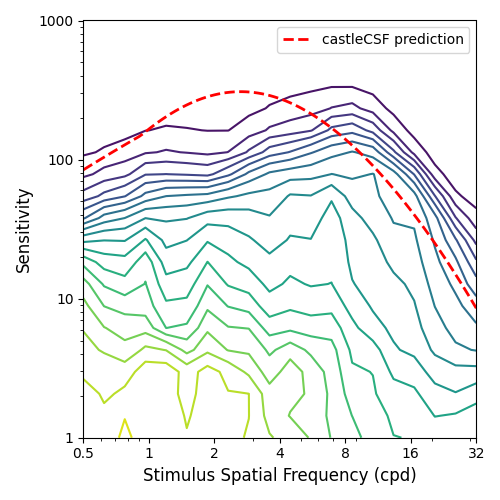 1000
castleCSF prediction
100
Sensitivity
10
1
0.5 1 2 4 8 16 32
Stimulus Spatial Frequency (cpd)